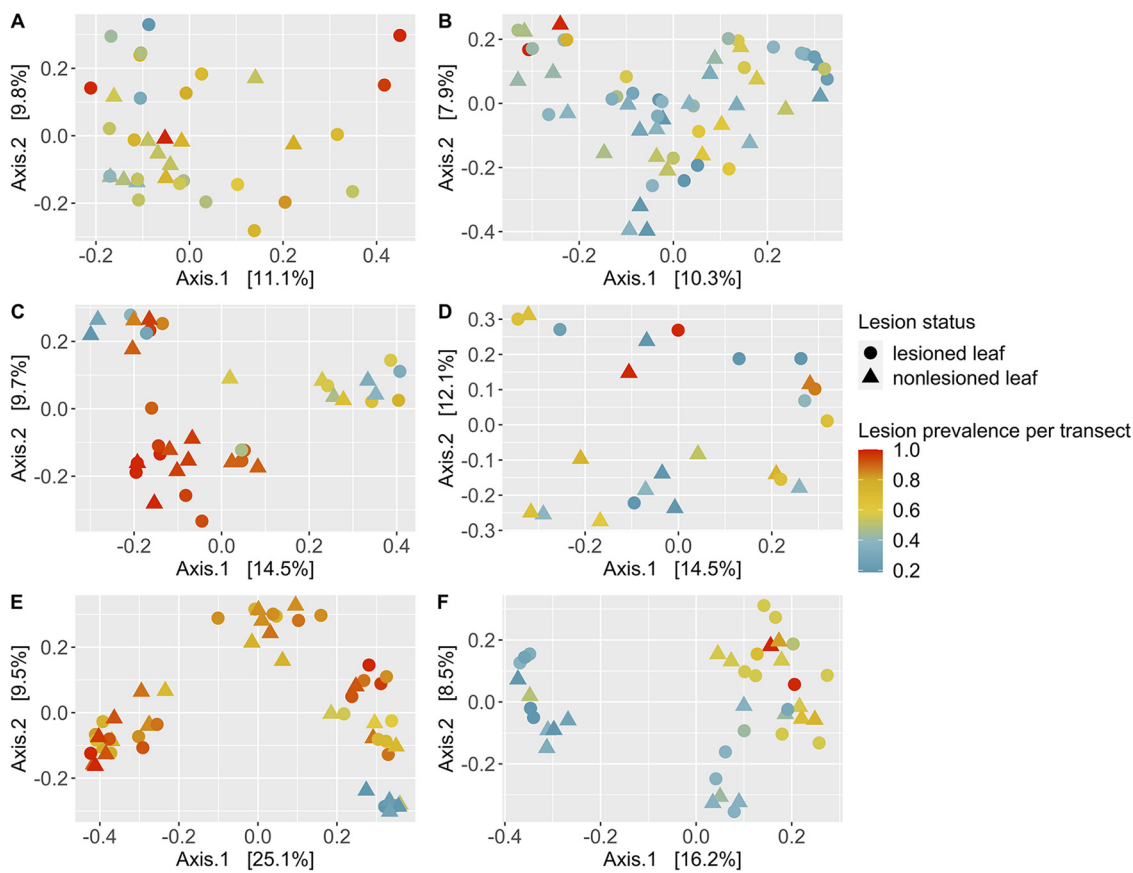 A
0.2
0.0
-0.2
Axis.2 [9.8%]
-0.2 0.0 0.2 0.4
Axis.1 [11.1%]
B
0.2
0.0
-0.2
-0.4
Axis.2 [7.9%]
-0.2 0.0 0.2
Axis.1 [10.3%]
C
0.2
0.0
-0.2
Axis.2 [9.7%]
-0.2 0.0 0.2 0.4
Axis.1 [14.5%]
D
0.3
0.2
0.1
0.0
-0.1
-0.2
-0.3
Axis.2 [12.1%]
-0.2 0.0 0.2
Axis.1 [14.5%]
Lesion status
lesioned leaf
nonlesioned leaf
Lesion prevalence per transect
1.0
0.8
0.6
0.4
0.2
E
0.2
0.0
-0.2
Axis.2 [9.5%]
-0.4 -0.2 0.0 0.2
Axis.1 [25.1%]
F
0.2
0.0
-0.2
Axis.2 [8.5%]
-0.4 -0.2 0.0 0.2
Axis.1 [16.2%]